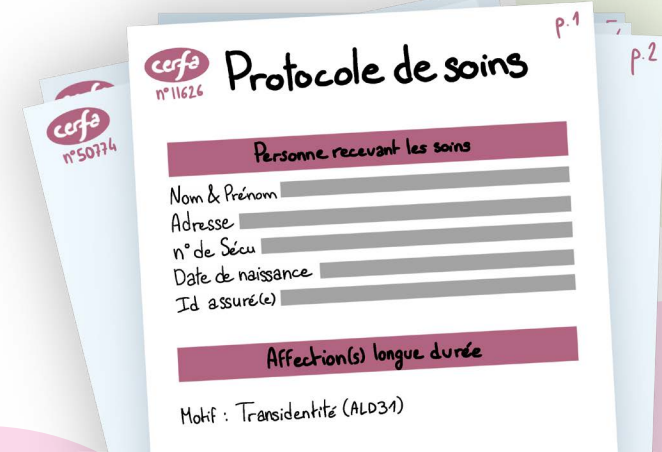 p.1
cerfa
n°11626
Protocole de soins
p.2
cerfa
n°50774
Personne recevant les soins
Nom & Prénom
Adresse
n° de Sécu
Date de naissance
Id assuré(e)
Affection(s) longue durée
Motif : Transidentité (ALD31)